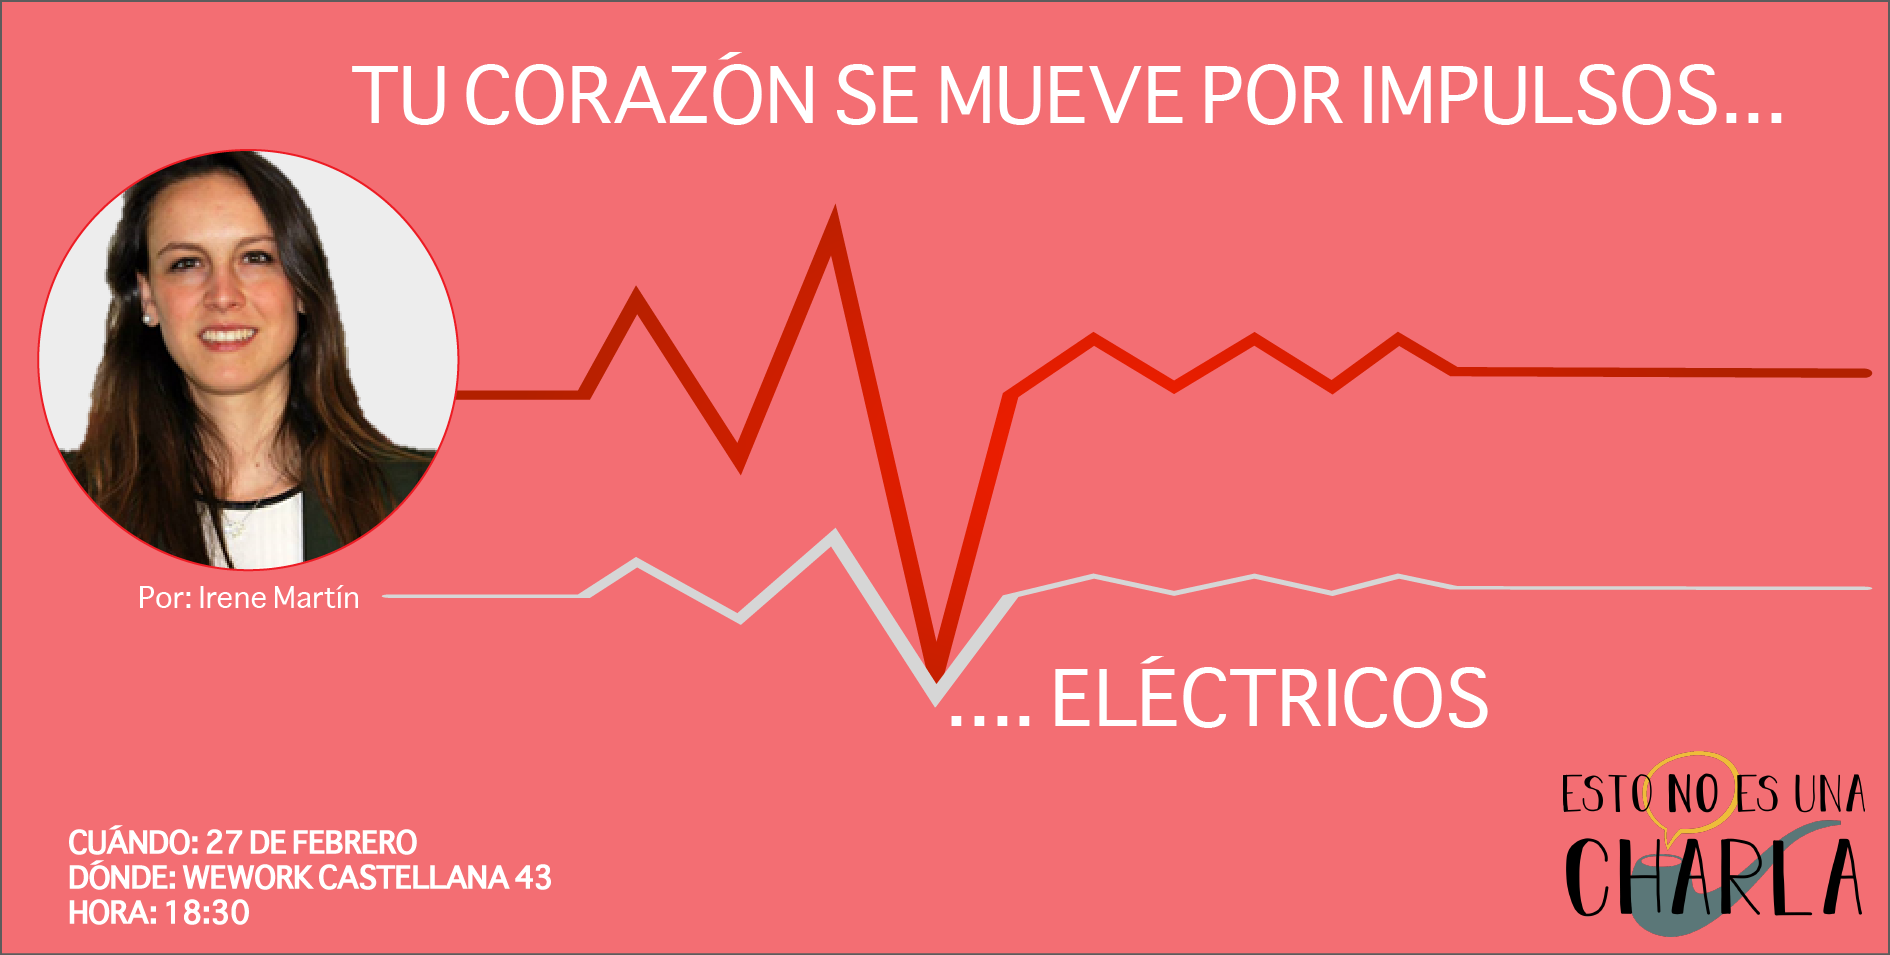 TU CORAZÓN SE MUEVE POR IMPULSOS...
Por: Irene Martín
.... ELÉCTRICOS
CUÁNDO: 27 DE FEBRERO
DÓNDE: WEWORK CASTELLANA 43
HORA: 18:30
ESTO NO ES UNA
CHARLA